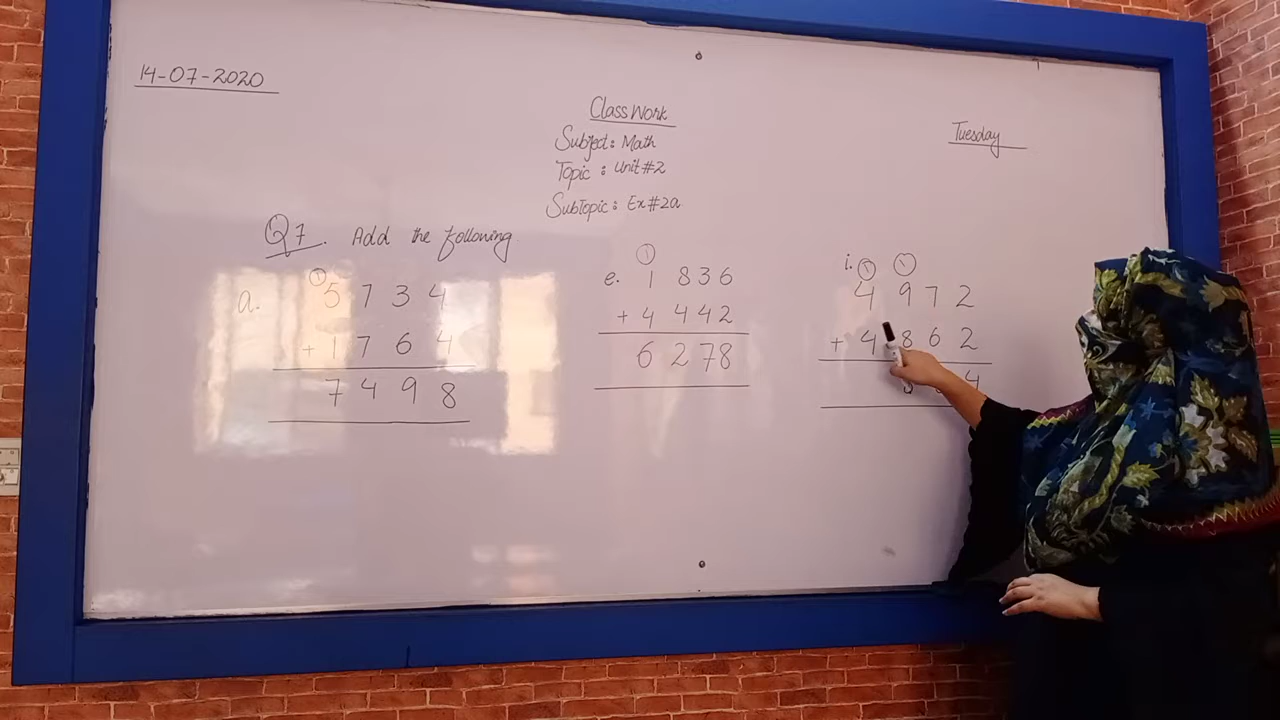 14-07-2020
Class Work
Subject: Math
Tuesday
Topic: Unit #2
SubTopic: Ex #2a
Q7. Add the following
a.
1
5 7 3 4
+ 1 7 6 4
7 4 9 8
e.
1
1 8 3 6
+ 4 4 4 2
6 2 7 8
i.
1 1
4 9 7 2
+ 4 8 6 2
4